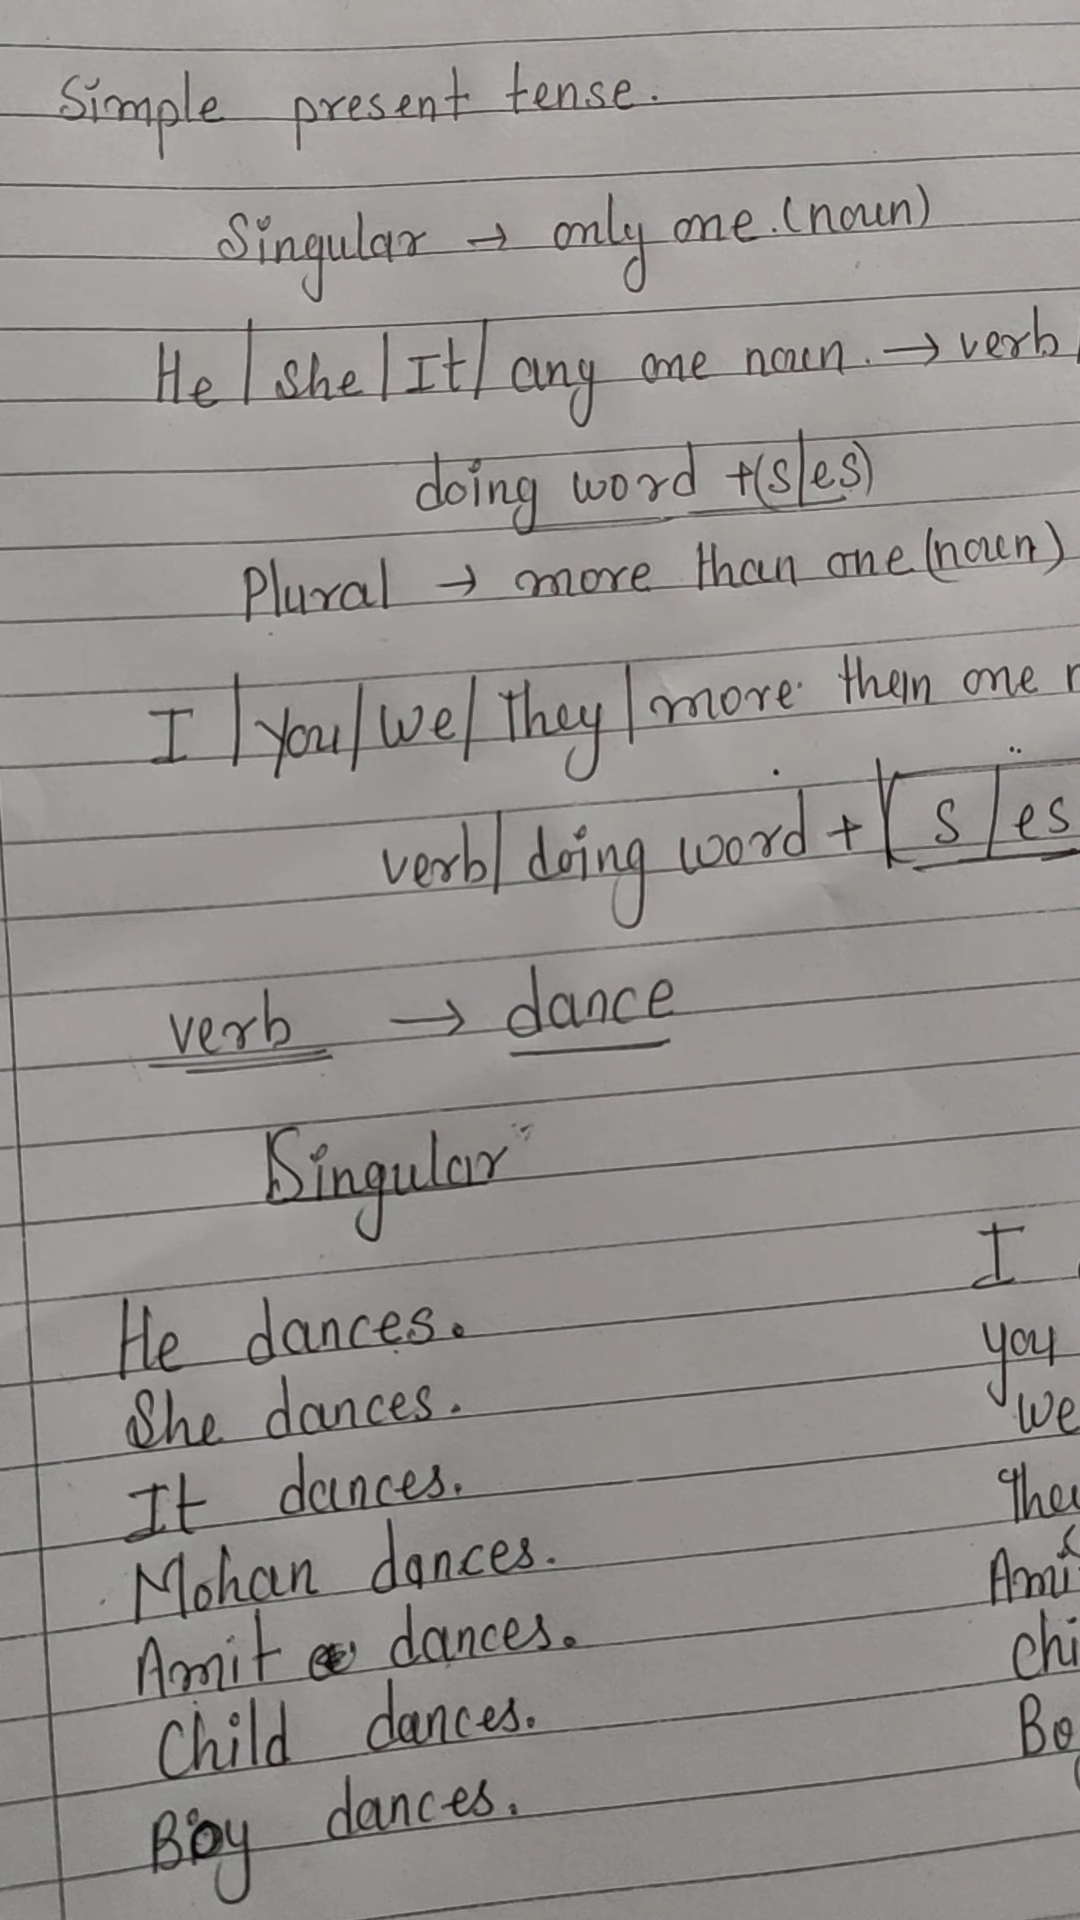 Simple present tense.
Singular → only one. (noun)
He / she / It / any one noun. → verb /
doing word + (s/es)
Plural → more than one (noun)
I / you / we / they / more then one
verb / doing word + (s / es
verb → dance
Singular
I
He dances.
you
She dances.
we
It dances.
Mohan dances.
Amit dances.
Child dances.
Boy dances.